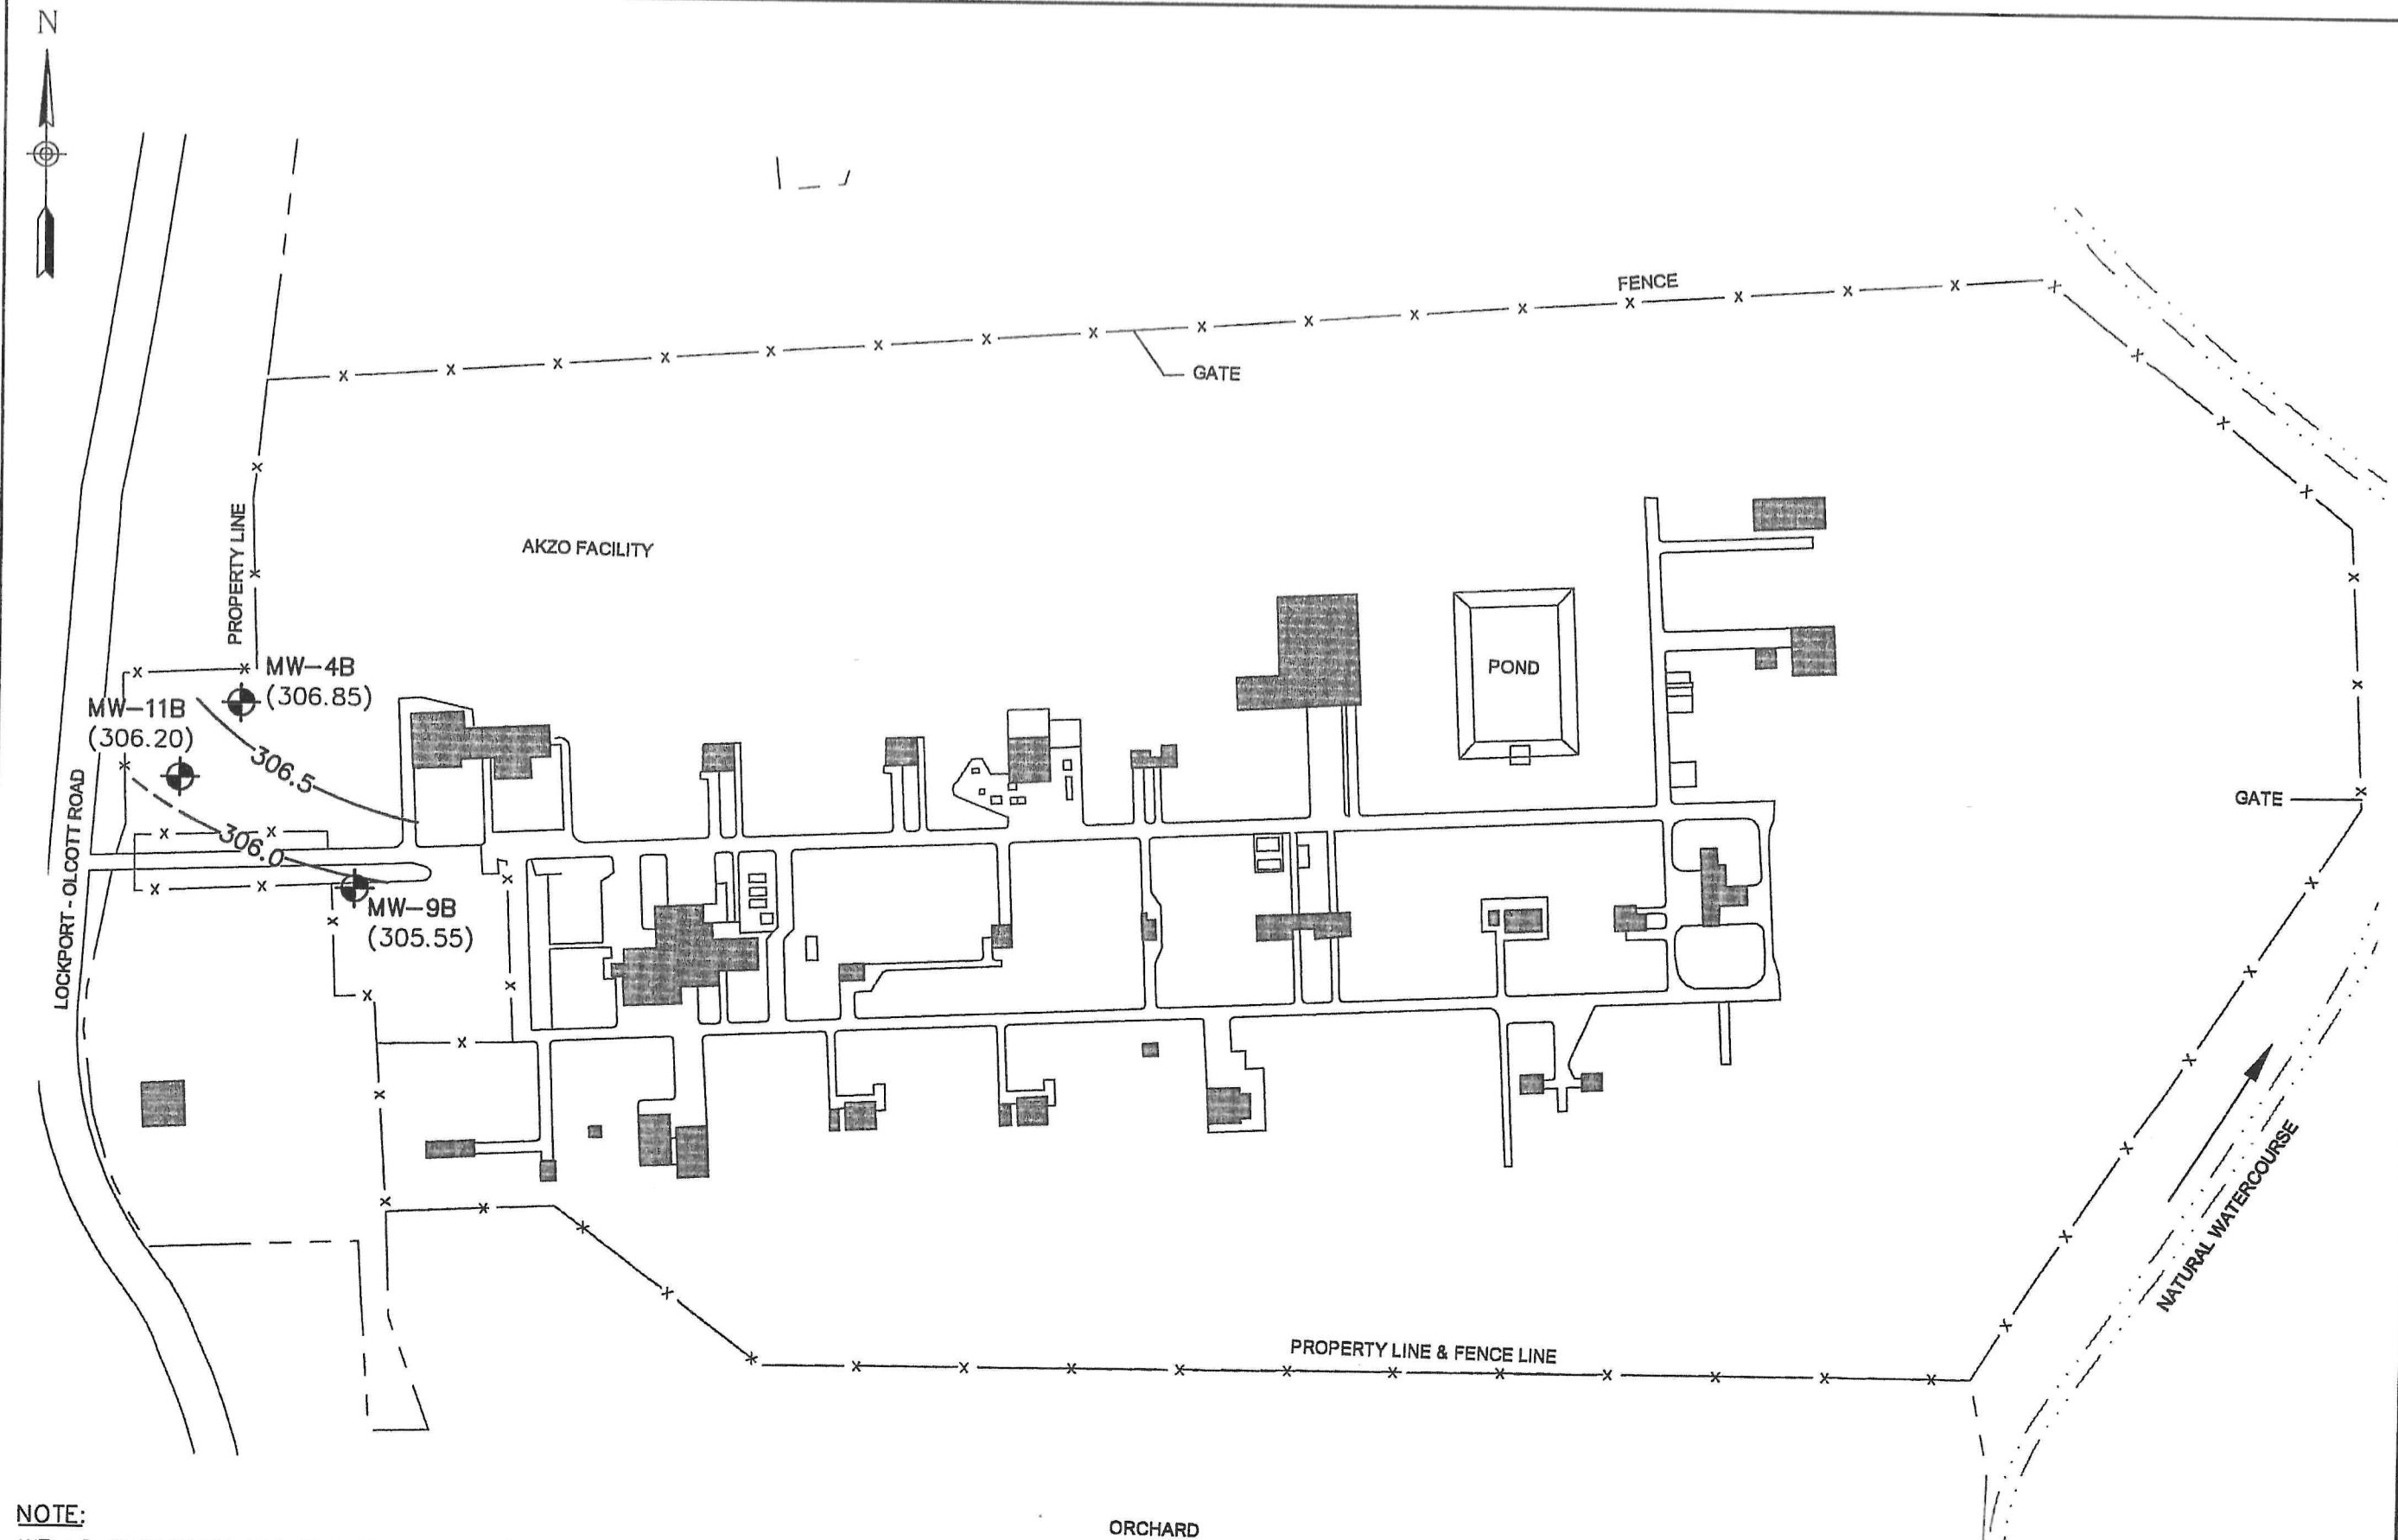 N
FENCE
GATE
PROPERTY LINE
AKZO FACILITY
MW-4B
(306.85)
MW-11B
(306.20)
306.5
POND
LOCKPORT - OLCOTT ROAD
GATE
306.0
MW-9B
(305.55)
NATURAL WATERCOURSE
PROPERTY LINE & FENCE LINE
NOTE:
ORCHARD